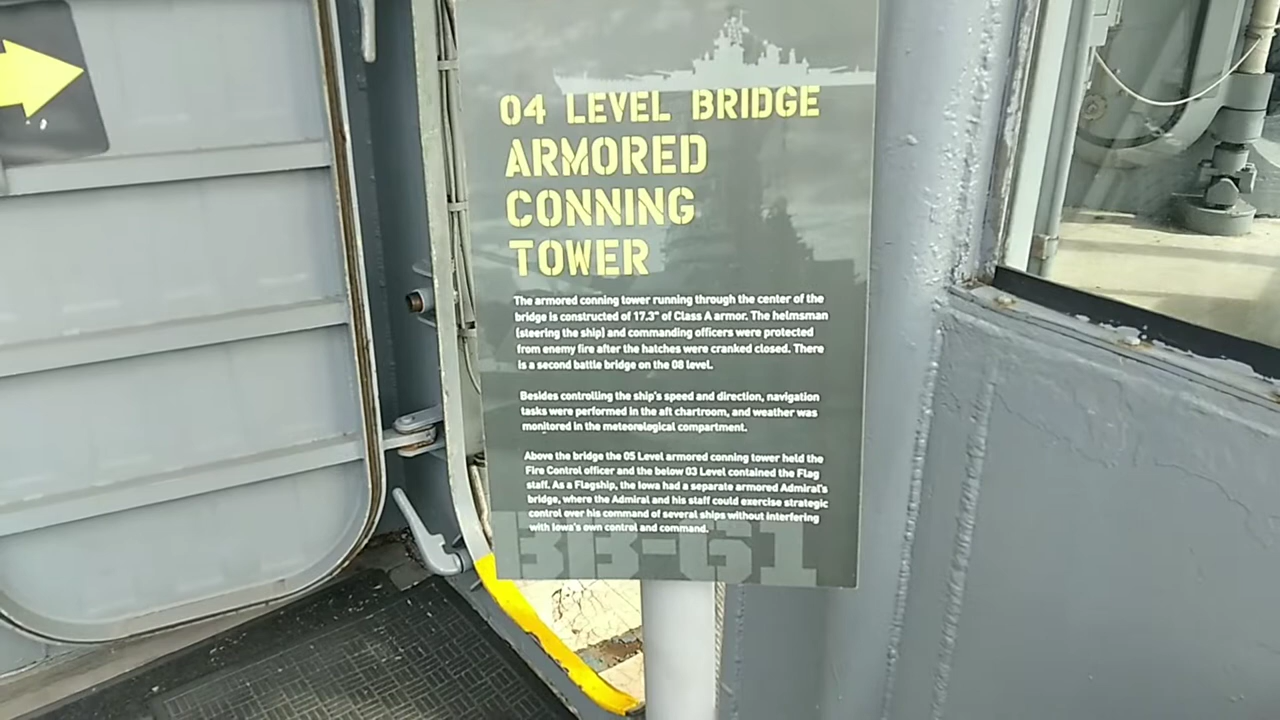 04 LEVEL BRIDGE
ARMORED
CONNING
TOWER
The armored conning tower running through the center of the
bridge is constructed of 17.3" of Class A armor. The helmsman
(steering the ship) and commanding officers were protected
from enemy fire after the hatches were cranked closed. There
is a second battle bridge on the 08 level.
Besides controlling the ship's speed and direction, navigation
tasks were performed in the aft chartroom, and weather was
monitored in the meteorological compartment.
Above the bridge the 05 Level armored conning tower held the
Fire Control officer and the below 03 Level contained the Flag
staff. As a Flagship, the Iowa had a separate armored Admiral's
bridge, where the Admiral and his staff could exercise strategic
control over his command of several ships without interfering
with Iowa's own control and command.
BB-61